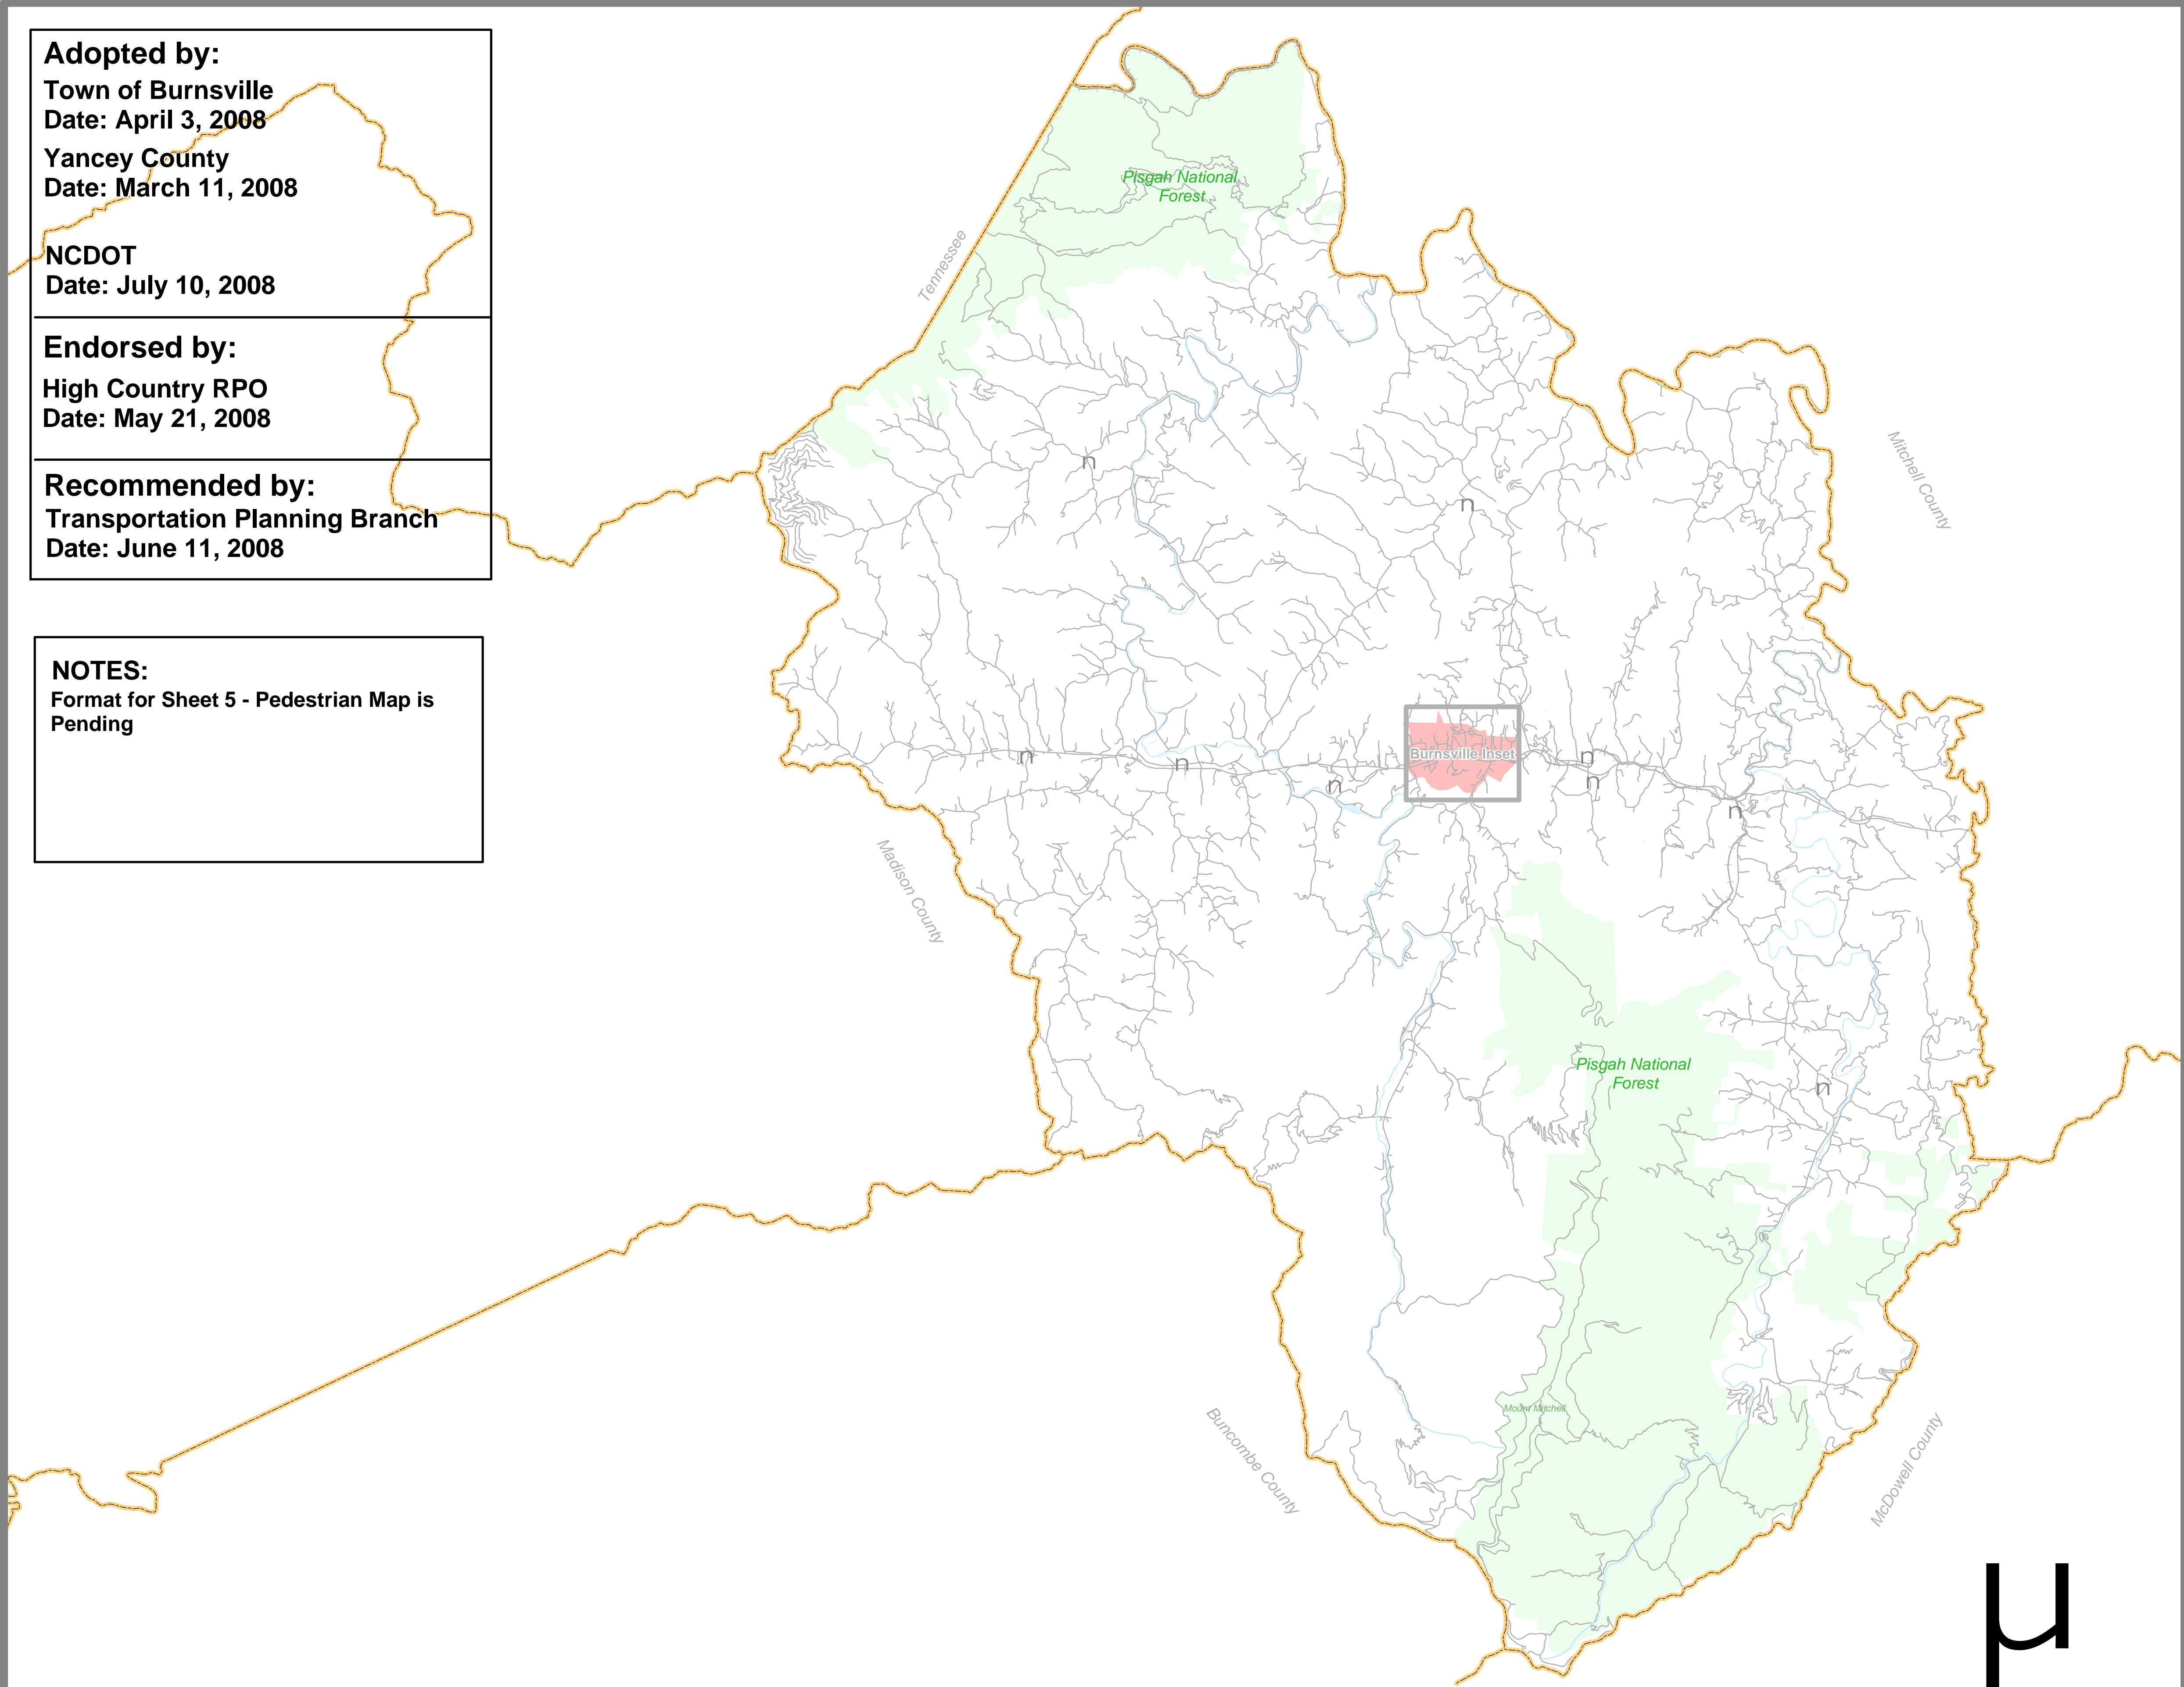 Adopted by:
Town of Burnsville
Date: April 3, 2008
Yancey County
Date: March 11, 2008
NCDOT
Date: July 10, 2008
Endorsed by:
High Country RPO
Date: May 21, 2008
Recommended by:
Transportation Planning Branch
Date: June 11, 2008
NOTES:
Format for Sheet 5 - Pedestrian Map is
Pending
Pisgah National
Forest
Tennessee
Mitchell County
n
n
Burnsville Inset
n
n
n
n
n
n
Madison County
Pisgah National
Forest
n
Mount Mitchell
Buncombe County
McDowell County
µ